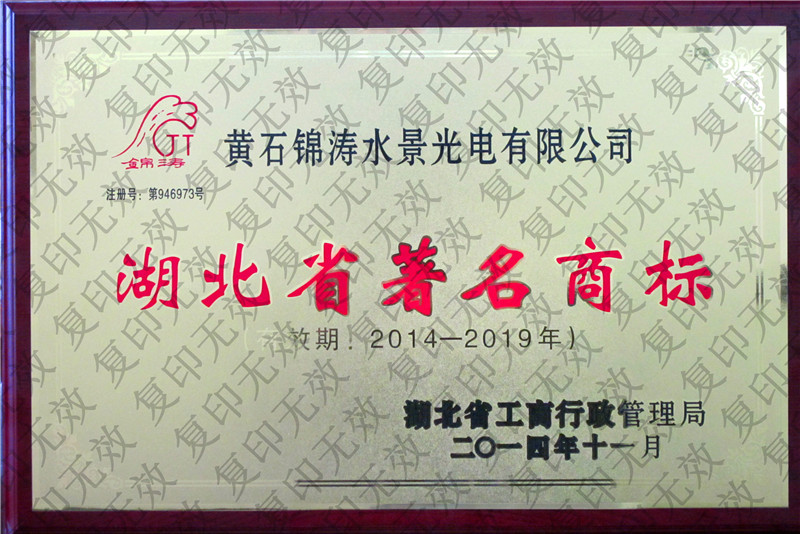 JT
锦涛
黄石锦涛水景光电有限公司
注册号：第946973号
湖北省著名商标
效期：2014—2019年）
湖北省工商行政管理局
二〇一四年十一月
复印无效